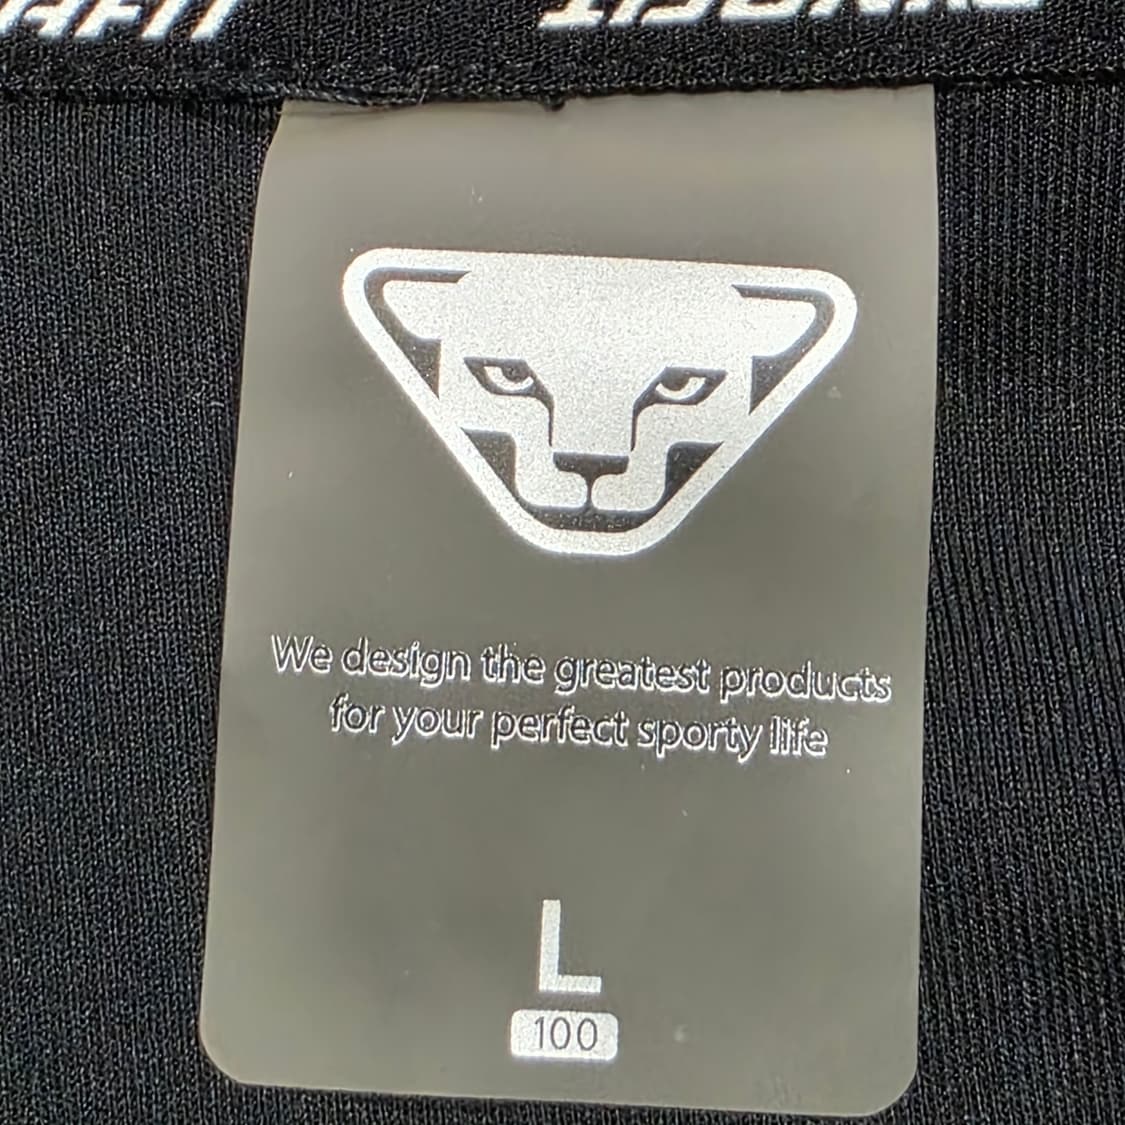 We design the greatest products
for your perfect sporty life
L
100